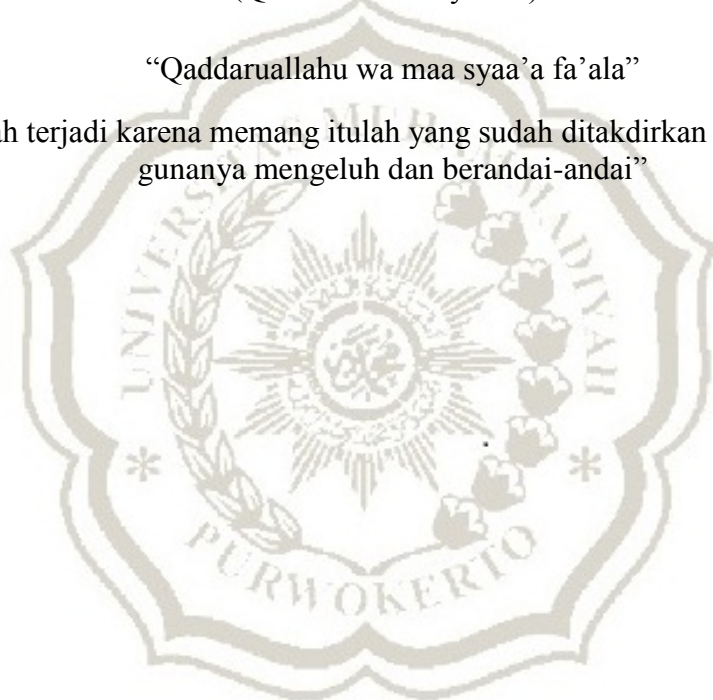 “Qaddaruallahu wa maa syaa’a fa’ala”
terjadi karena memang itulah yang sudah ditakdirkan
gunanya mengeluh dan berandai-andai”
UNIVERSITAS MUHAMMADIYAH
PURWOKERTO